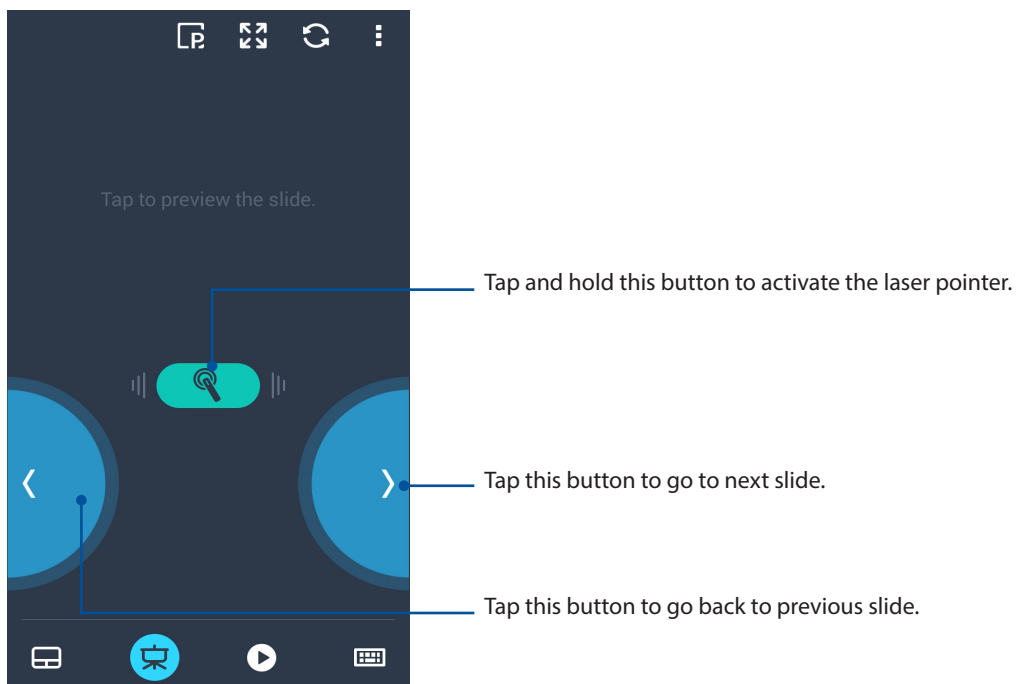 P
Tap to preview the slide.
Tap and hold this button to activate the laser pointer.
Tap this button to go to next slide.
Tap this button to go back to previous slide.